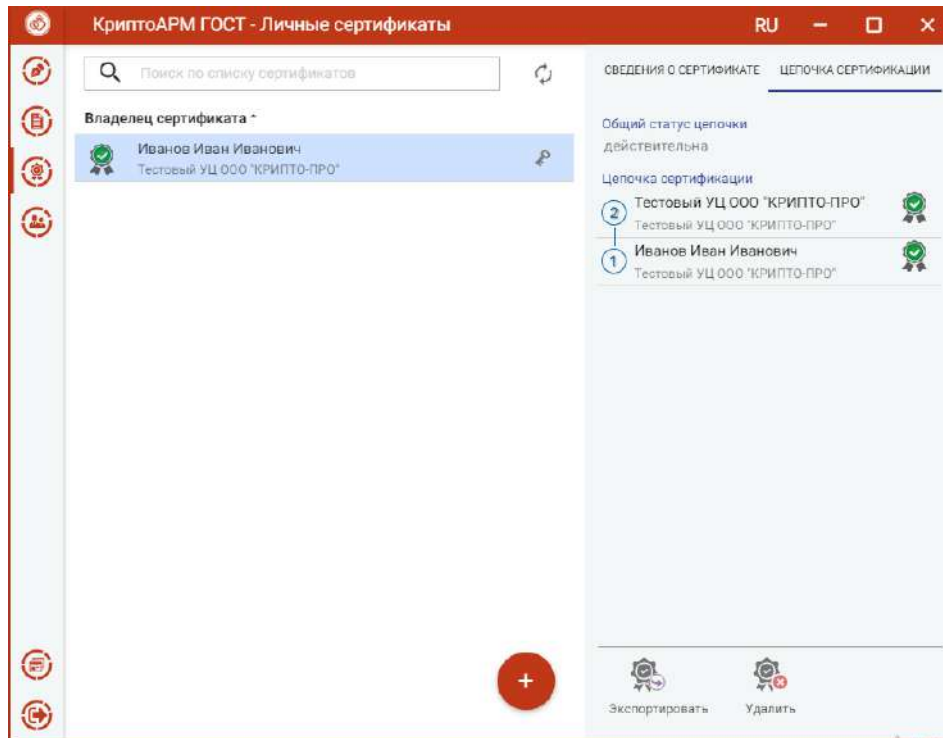 КриптоАРМ ГОСТ - Личные сертификаты
RU
Поиск по списку сертификатов
Владелец сертификата
Иванов Иван Иванович
Тестовый УЦ ООО "КРИПТО-ПРО"
СВЕДЕНИЯ О СЕРТИФИКАТЕ
ЦЕПОЧКА СЕРТИФИКАЦИИ
Общий статус цепочки
действительна
Цепочка сертификации
2
Тестовый УЦ ООО "КРИПТО-ПРО"
Тестовый УЦ ООО "КРИПТО-ПРО"
1
Иванов Иван Иванович
Тестовый УЦ ООО "КРИПТО-ПРО"
Экспортировать
Удалить